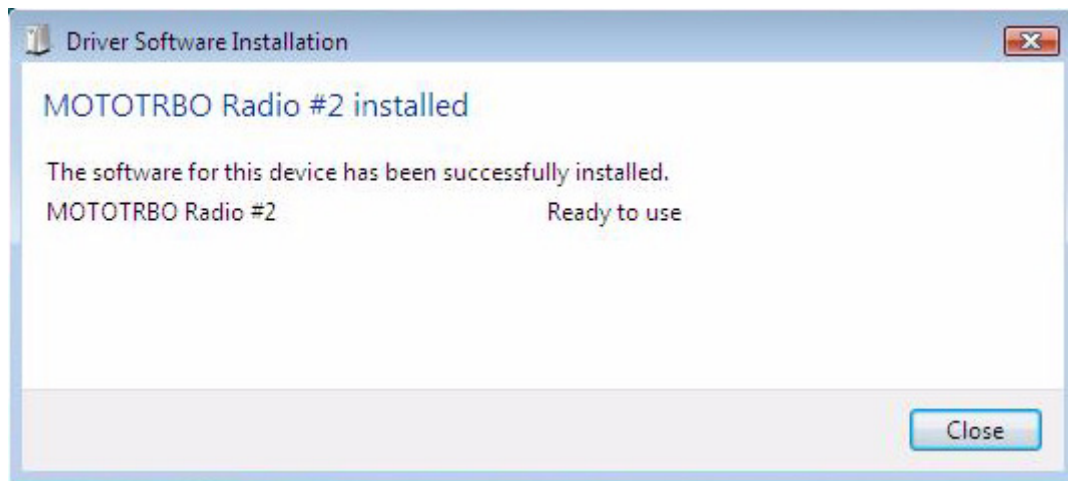 Driver Software Installation
MOTOTRBO Radio #2 installed
The software for this device has been successfully installed.
MOTOTRBO Radio #2 Ready to use
Close